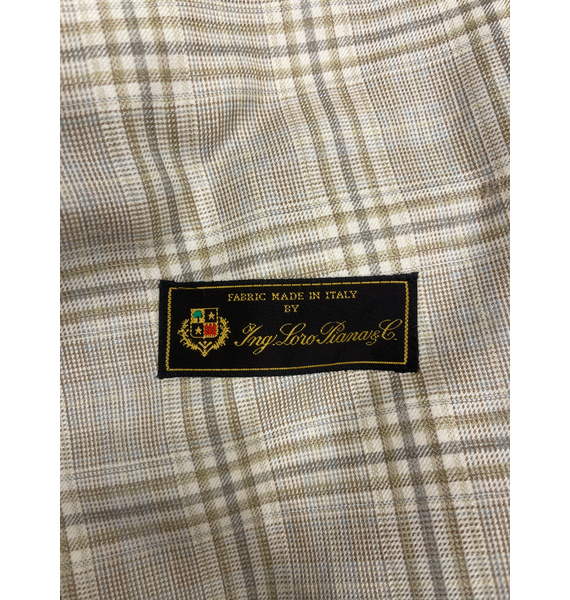 FABRIC MADE IN ITALY
BY
Ing. Loro Piana & C.